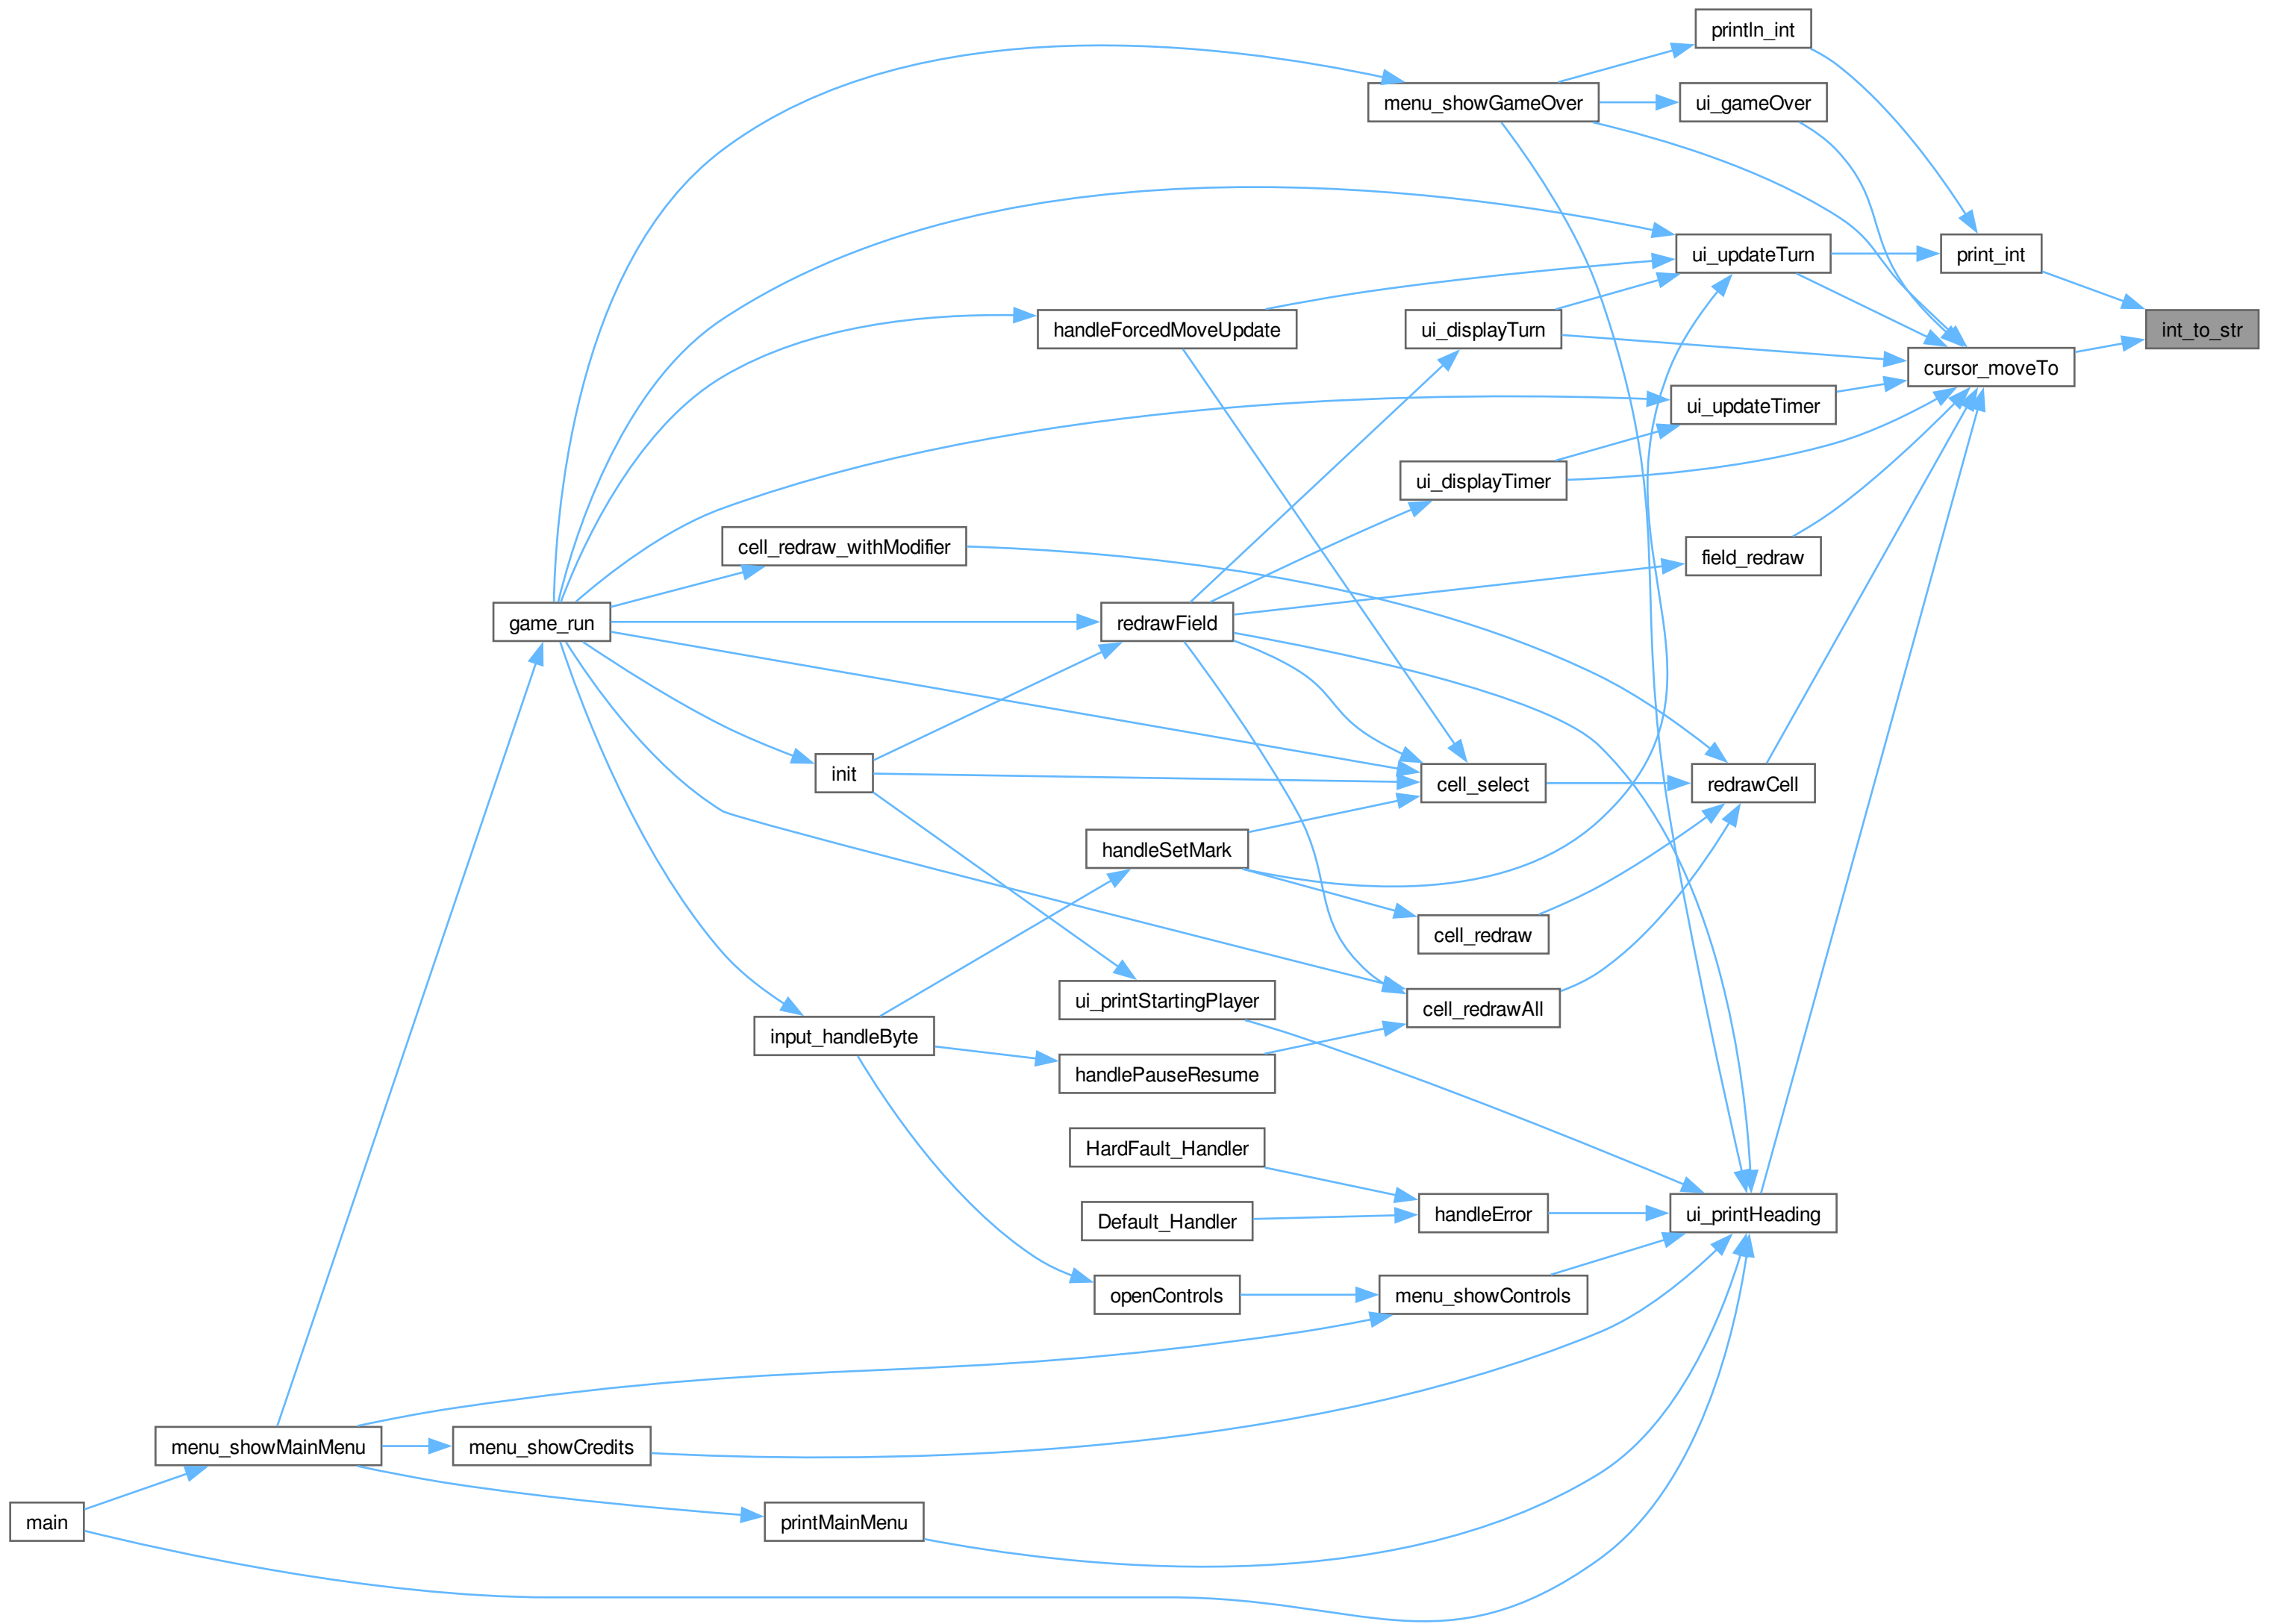 println_int
menu_showGameOver
ui_gameOver
ui_updateTurn
print_int
handleForcedMoveUpdate
ui_displayTurn
int_to_str
cursor_moveTo
ui_updateTimer
ui_displayTimer
cell_redraw_withModifier
field_redraw
game_run
redrawField
init
cell_select
redrawCell
handleSetMark
cell_redraw
ui_printStartingPlayer
cell_redrawAll
input_handleByte
handlePauseResume
HardFault_Handler
Default_Handler
handleError
ui_printHeading
openControls
menu_showControls
menu_showMainMenu
menu_showCredits
main
printMainMenu